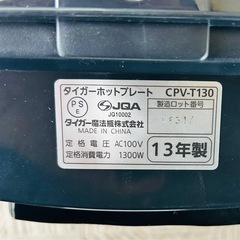 タイガーホットプレート CPV-T130
PS
E
JQA
JG10002
製造ロット番号
タイガー魔法瓶株式会社
MADE IN CHINA
定格電圧 AC100V
定格消費電力 1300W
13年製